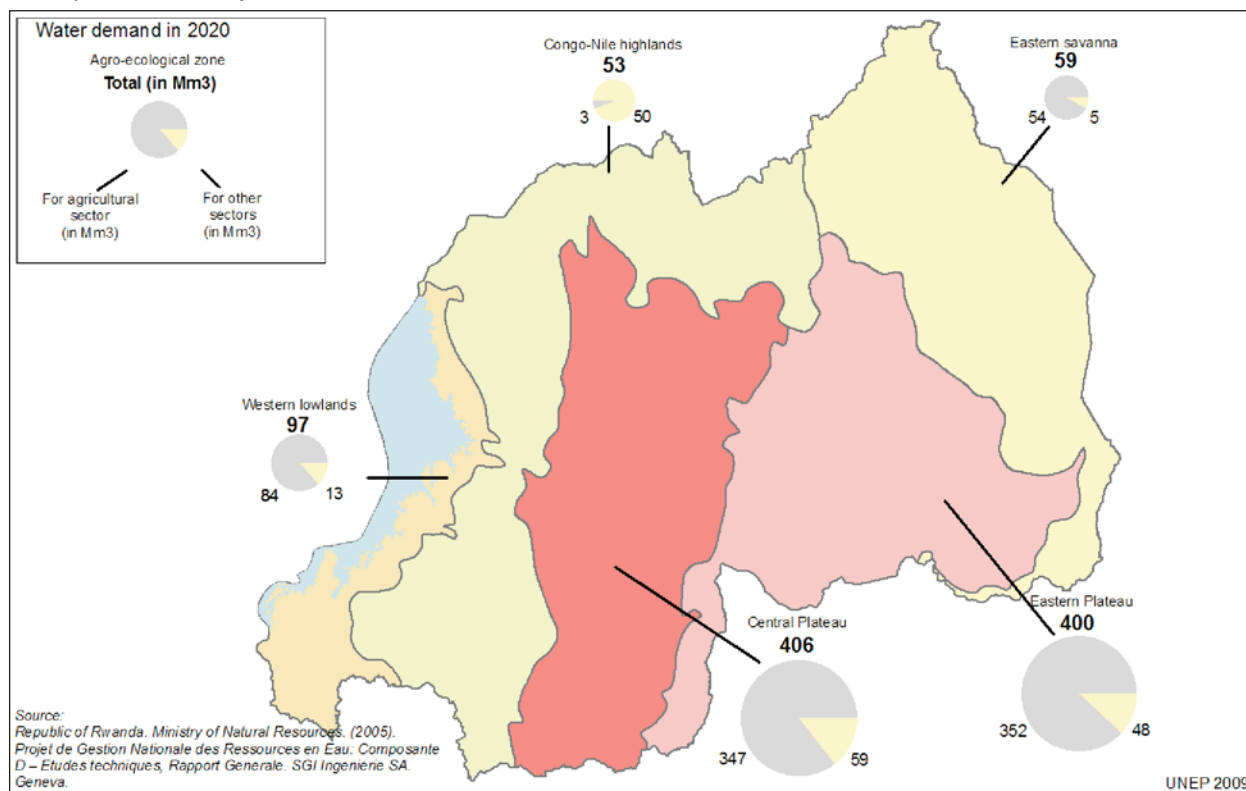 Water demand in 2020
Agro-ecological zone
Total (in Mm3)
For agricultural
sector
(in Mm3)
For other
sectors
(in Mm3)
Congo-Nile highlands
53
3
50
Eastern savanna
59
54
5
Western lowlands
97
84
13
Central Plateau
406
347
59
Eastern Plateau
400
352
48
Source:
Republic of Rwanda. Ministry of Natural Resources. (2005).
Projet de Gestion Nationale des Ressources en Eau: Composante
D – Etudes techniques, Rapport Generale. SGI Ingenierie SA.
Geneva.
UNEP 2009